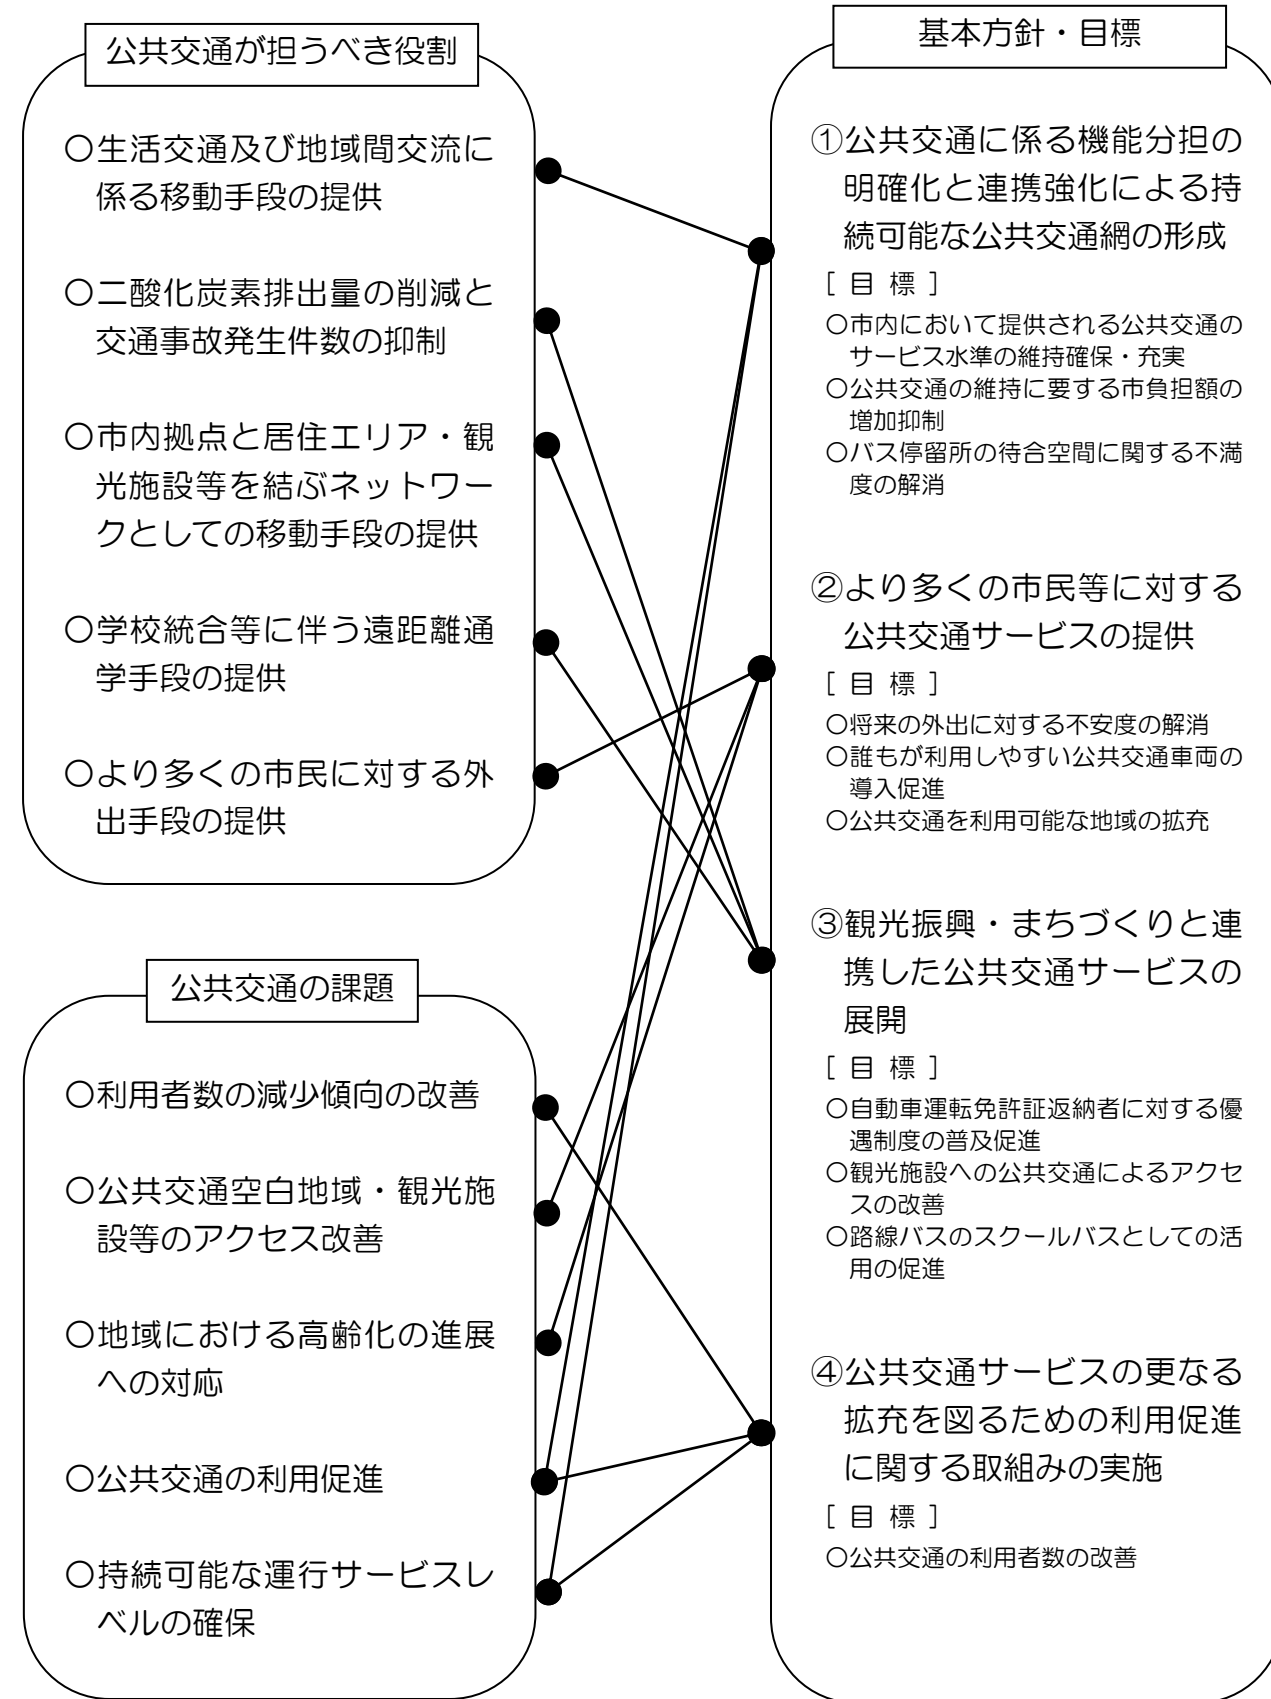 公共交通が担うべき役割
〇生活交通及び地域間交流に
係る移動手段の提供
〇二酸化炭素排出量の削減と
交通事故発生件数の抑制
〇市内拠点と居住エリア・観
光施設等を結ぶネットワー
クとしての移動手段の提供
〇学校統合等に伴う遠距離通
学手段の提供
〇より多くの市民に対する外
出手段の提供
公共交通の課題
〇利用者数の減少傾向の改善
〇公共交通空白地域・観光施
設等のアクセス改善
〇地域における高齢化の進展
への対応
〇公共交通の利用促進
〇持続可能な運行サービスレ
ベルの確保
基本方針・目標
①公共交通に係る機能分担の
明確化と連携強化による持
続可能な公共交通網の形成
［目標］
〇市内において提供される公共交通の
サービス水準の維持確保・充実
〇公共交通の維持に要する市負担額の
増加抑制
〇バス停留所の待合空間に関する不満
度の解消
②より多くの市民等に対する
公共交通サービスの提供
［目標］
〇将来の外出に対する不安度の解消
〇誰もが利用しやすい公共交通車両の
導入促進
〇公共交通を利用可能な地域の拡充
③観光振興・まちづくりと連
携した公共交通サービスの
展開
［目標］
〇自動車運転免許証返納者に対する優
遇制度の普及促進
〇観光施設への公共交通によるアクセ
スの改善
〇路線バスのスクールバスとしての活
用の促進
④公共交通サービスの更なる
拡充を図るための利用促進
に関する取組みの実施
［目標］
〇公共交通の利用者数の改善